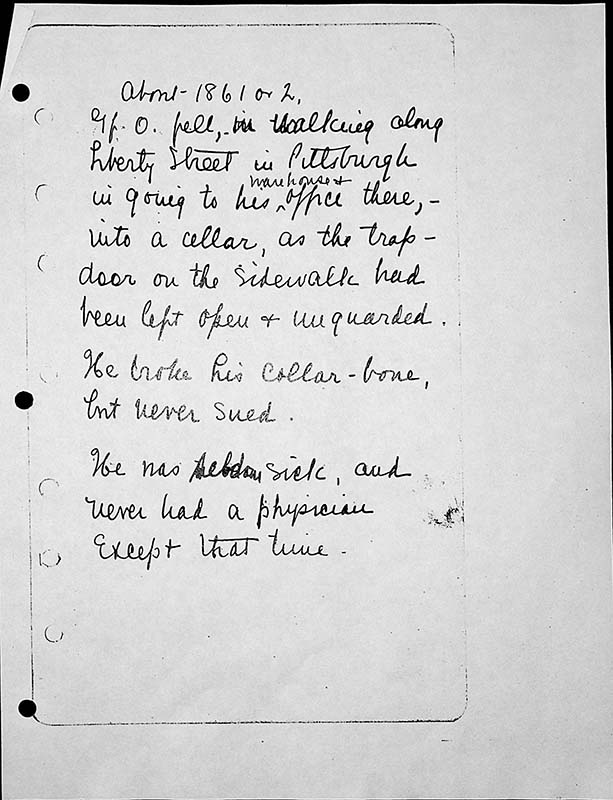 About - 1861 or 2,
Gf. O. fell, in walking along
Liberty Street in Pittsburgh
warehouse +
in going to his office there, -
into a cellar, as the trap-
door on the sidewalk had
been left open + unguarded.
He broke his collar-bone,
but never sued.
He was seldom sick, and
never had a physician
Except that time.